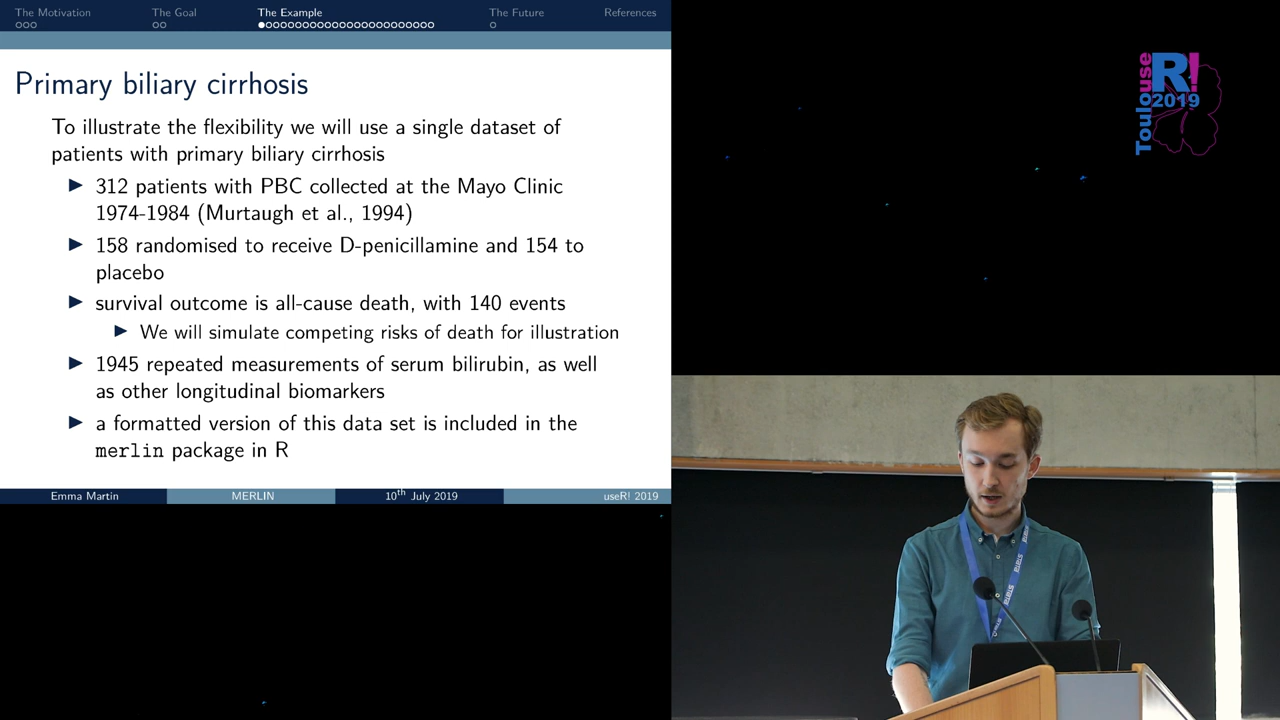 The Motivation The Goal The Example The Future References
Primary biliary cirrhosis
To illustrate the flexibility we will use a single dataset of
patients with primary biliary cirrhosis
312 patients with PBC collected at the Mayo Clinic
1974-1984 (Murtaugh et al., 1994)
158 randomised to receive D-penicillamine and 154 to
placebo
survival outcome is all-cause death, with 140 events
We will simulate competing risks of death for illustration
1945 repeated measurements of serum bilirubin, as well
as other longitudinal biomarkers
a formatted version of this data set is included in the
merlin package in R
Emma Martin MERLIN 10th July 2019 useR! 2019
Toulouse
R!
2019